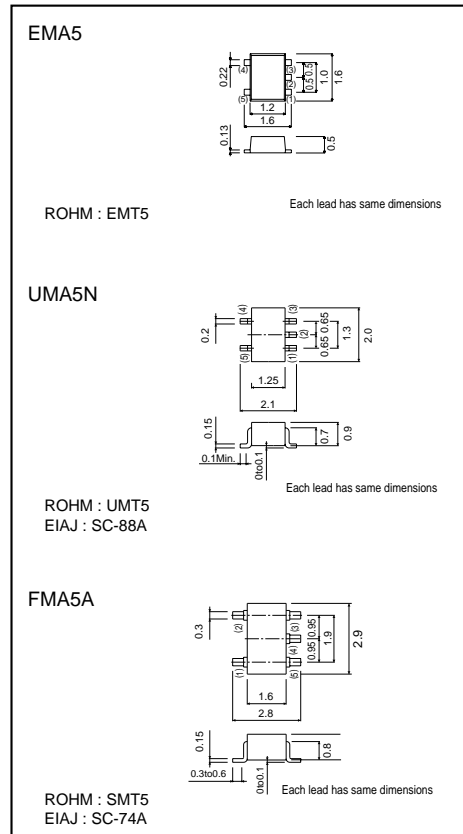 EMA5
0.22
(4)
(3)
0.5
0.5
(2)
1.0
1.6
(5)
(1)
1.2
1.6
0.13
0.5
Each lead has same dimensions
ROHM : EMT5
UMA5N
(4)
(3)
0.2
0.65
(2)
0.65
1.3
2.0
(5)
(1)
1.25
2.1
0.15
0.7
0.9
0.1Min.
0to0.1
Each lead has same dimensions
ROHM : UMT5
EIAJ : SC-88A
FMA5A
0.3
(2)
(3)
0.95
(4)
0.95
1.9
2.9
(1)
(5)
1.6
2.8
0.15
0.8
0.3to0.6
0to0.1
Each lead has same dimensions
ROHM : SMT5
EIAJ : SC-74A